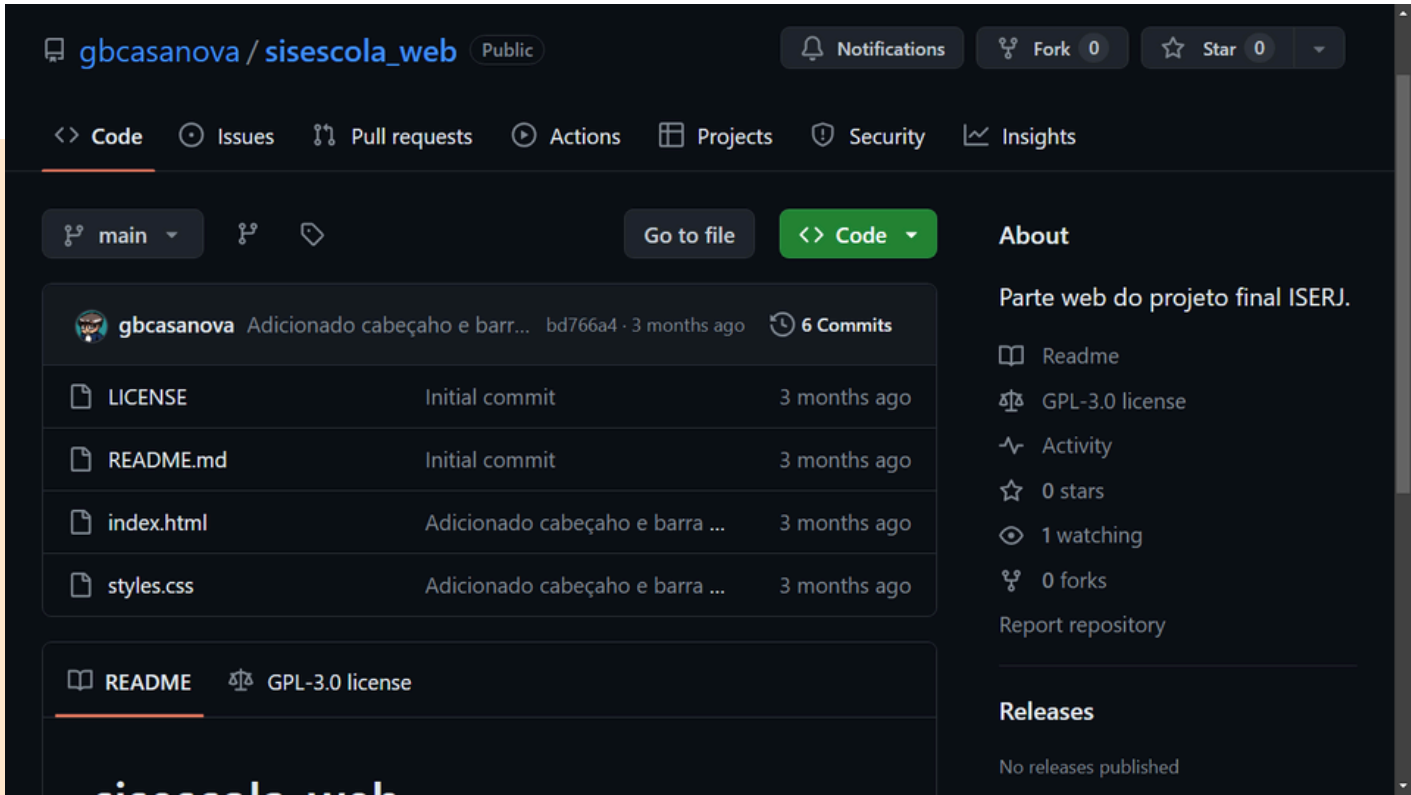 gbcasanova / sisescola_web Public
Notifications
Fork 0
Star 0
Code
Issues
Pull requests
Actions
Projects
Security
Insights
main
Go to file
Code
gbcasanova Adicionado cabeçaho e barr... bd766a4 · 3 months ago 6 Commits
LICENSE Initial commit 3 months ago
README.md Initial commit 3 months ago
index.html Adicionado cabeçaho e barra ... 3 months ago
styles.css Adicionado cabeçaho e barra ... 3 months ago
README
GPL-3.0 license
sisescola_web
About
Parte web do projeto final ISERJ.
Readme
GPL-3.0 license
Activity
0 stars
1 watching
0 forks
Report repository
Releases
No releases published